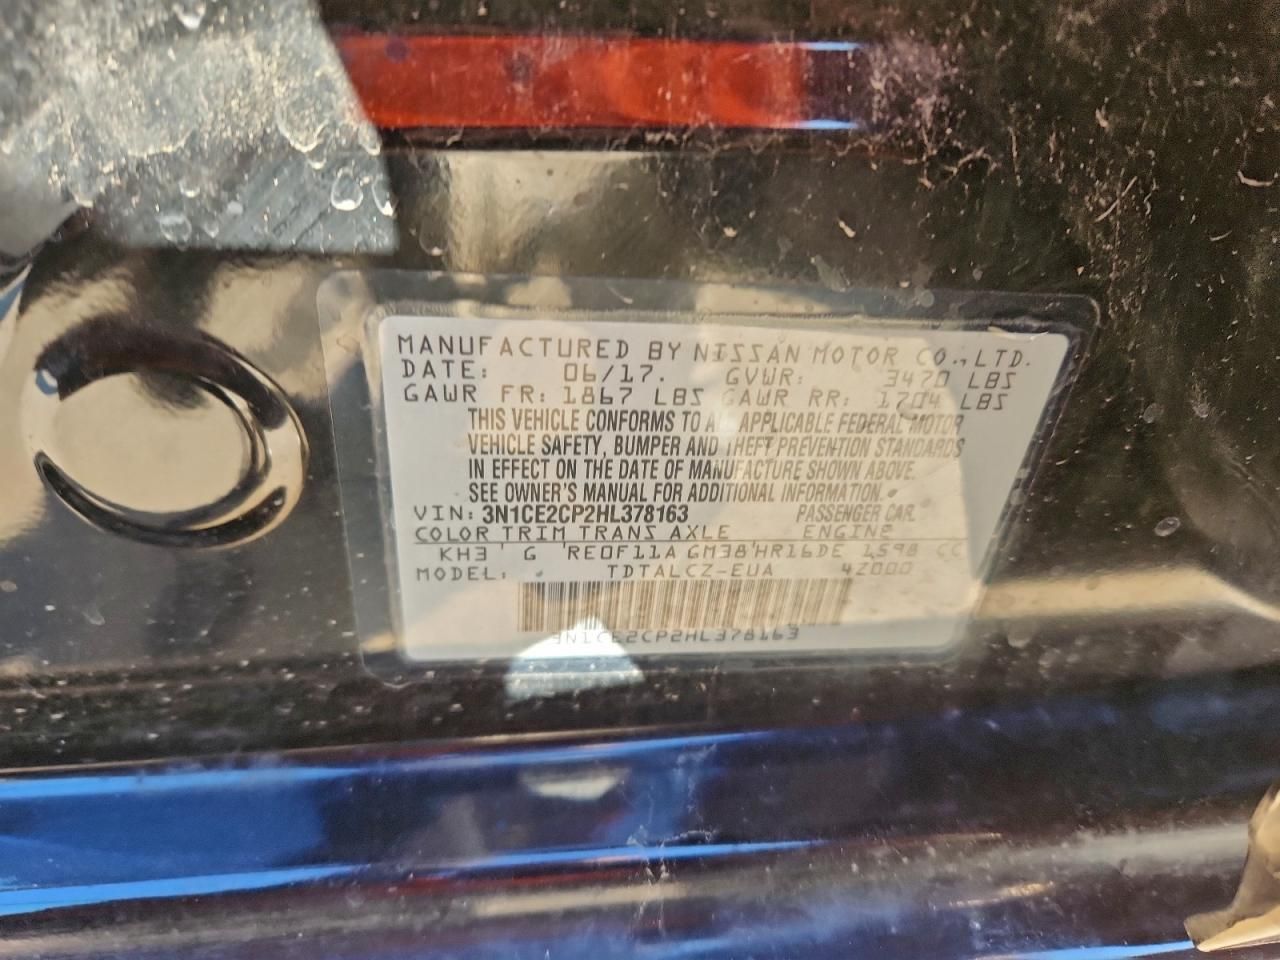 MANUFACTURED BY NISSAN MOTOR CO., LTD.
DATE: 06/17. GVWR: 3470 LBS
GAWR FR: 1867 LBS GAWR RR: 1704 LBS
THIS VEHICLE CONFORMS TO ALL APPLICABLE FEDERAL MOTOR
VEHICLE SAFETY, BUMPER AND THEFT PREVENTION STANDARDS
IN EFFECT ON THE DATE OF MANUFACTURE SHOWN ABOVE.
SEE OWNER'S MANUAL FOR ADDITIONAL INFORMATION.
VIN: 3N1CE2CP2HL378163 PASSENGER CAR
COLOR TRIM TRANS AXLE ENGINE
KH3 G RE0F11A GM38 HR16DE 1598 CC
MODEL: TDTALCZ-EUA 4Z000
3N1CE2CP2HL378163